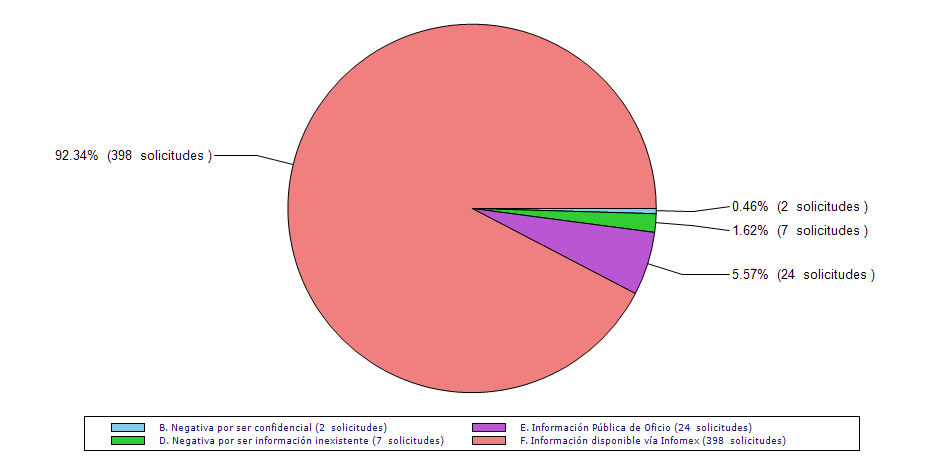 92.34% (398 solicitudes )
0.46% (2 solicitudes )
1.62% (7 solicitudes )
5.57% (24 solicitudes )
B. Negativa por ser confidencial (2 solicitudes)
E. Información Pública de Oficio (24 solicitudes)
D. Negativa por ser información inexistente (7 solicitudes)
F. Información disponible vía Infomex (398 solicitudes)